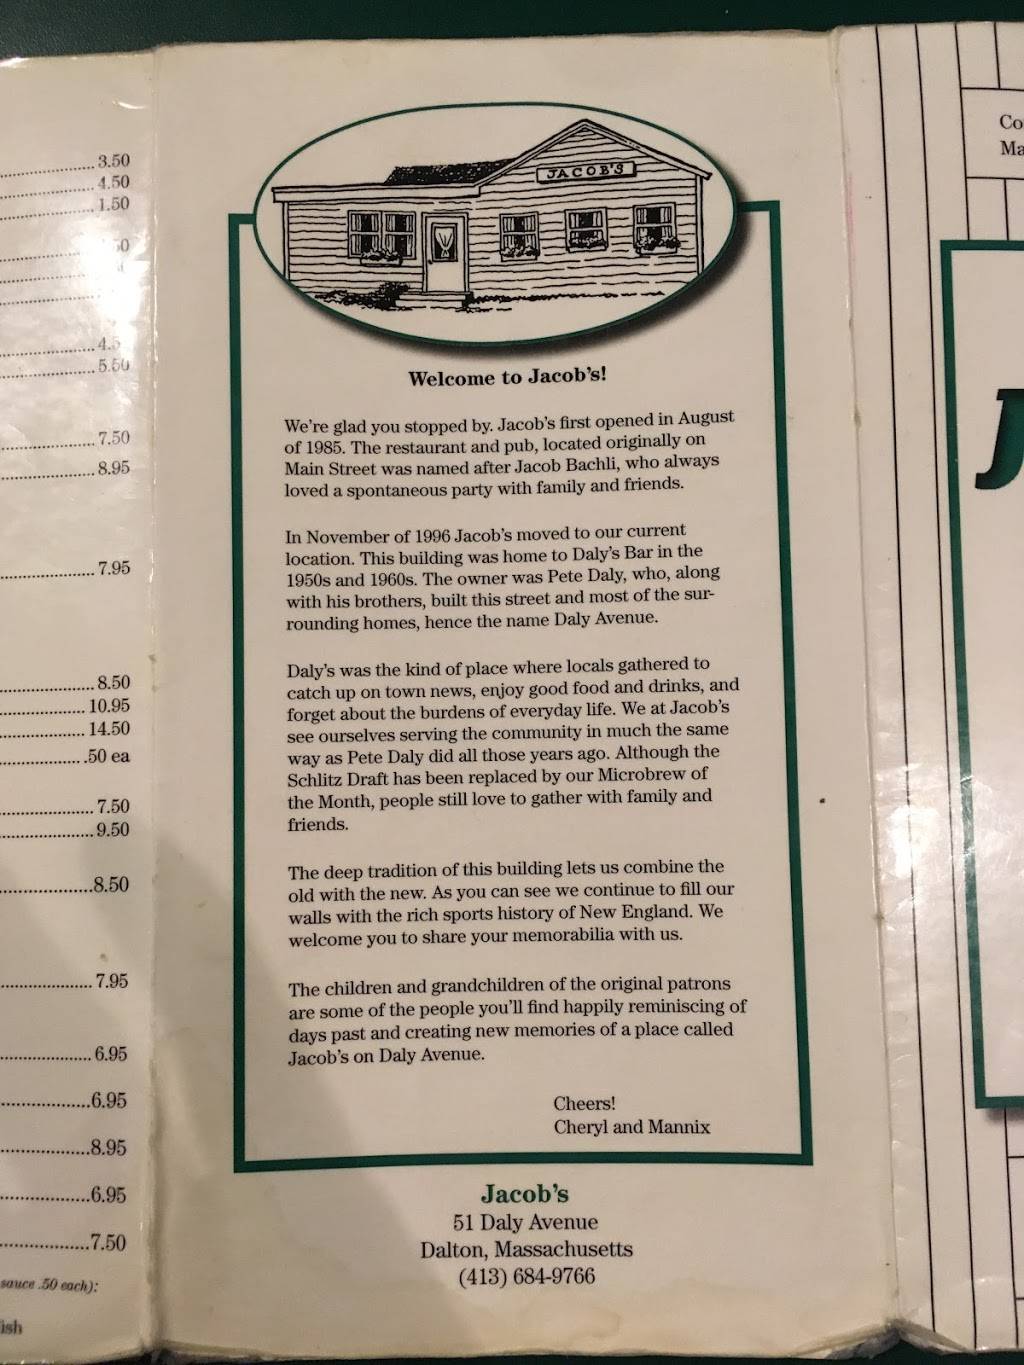 3.50
4.50
1.50
4.5
5.50
7.50
8.95
7.95
8.50
10.95
14.50
.50 ea
7.50
9.50
8.50
7.95
6.95
6.95
8.95
6.95
7.50
sauce .50 each):
JACOB'S
Welcome to Jacob's!
We're glad you stopped by. Jacob's first opened in August
of 1985. The restaurant and pub, located originally on
Main Street was named after Jacob Bachli, who always
loved a spontaneous party with family and friends.
In November of 1996 Jacob's moved to our current
location. This building was home to Daly's Bar in the
1950s and 1960s. The owner was Pete Daly, who, along
with his brothers, built this street and most of the sur-
rounding homes, hence the name Daly Avenue.
Daly's was the kind of place where locals gathered to
catch up on town news, enjoy good food and drinks, and
forget about the burdens of everyday life. We at Jacob's
see ourselves serving the community in much the same
way as Pete Daly did all those years ago. Although the
Schlitz Draft has been replaced by our Microbrew of
the Month, people still love to gather with family and
friends.
The deep tradition of this building lets us combine the
old with the new. As you can see we continue to fill our
walls with the rich sports history of New England. We
welcome you to share your memorabilia with us.
The children and grandchildren of the original patrons
are some of the people you'll find happily reminiscing of
days past and creating new memories of a place called
Jacob's on Daly Avenue.
Cheers!
Cheryl and Mannix
Jacob's
51 Daly Avenue
Dalton, Massachusetts
(413) 684-9766
Co
Ma
J